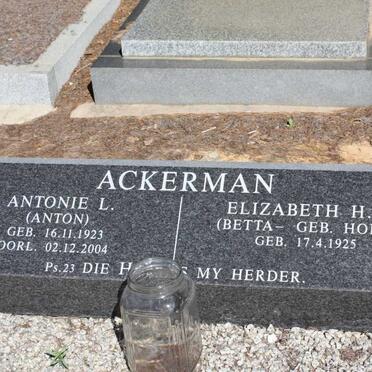 ACKERMAN
ANTONIE L.
(ANTON)
GEB. 16.11.1923
OORL. 02.12.2004
ELIZABETH H.
(BETTA – GEB. HO
GEB. 17.4.1925
Ps.23 DIE H MY HERDER.